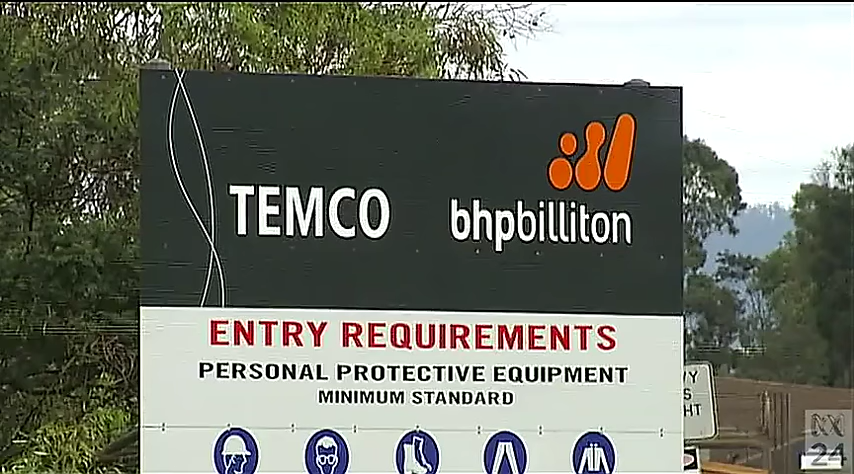 TEMCO
bhpbilliton
ENTRY REQUIREMENTS
PERSONAL PROTECTIVE EQUIPMENT
MINIMUM STANDARD
24